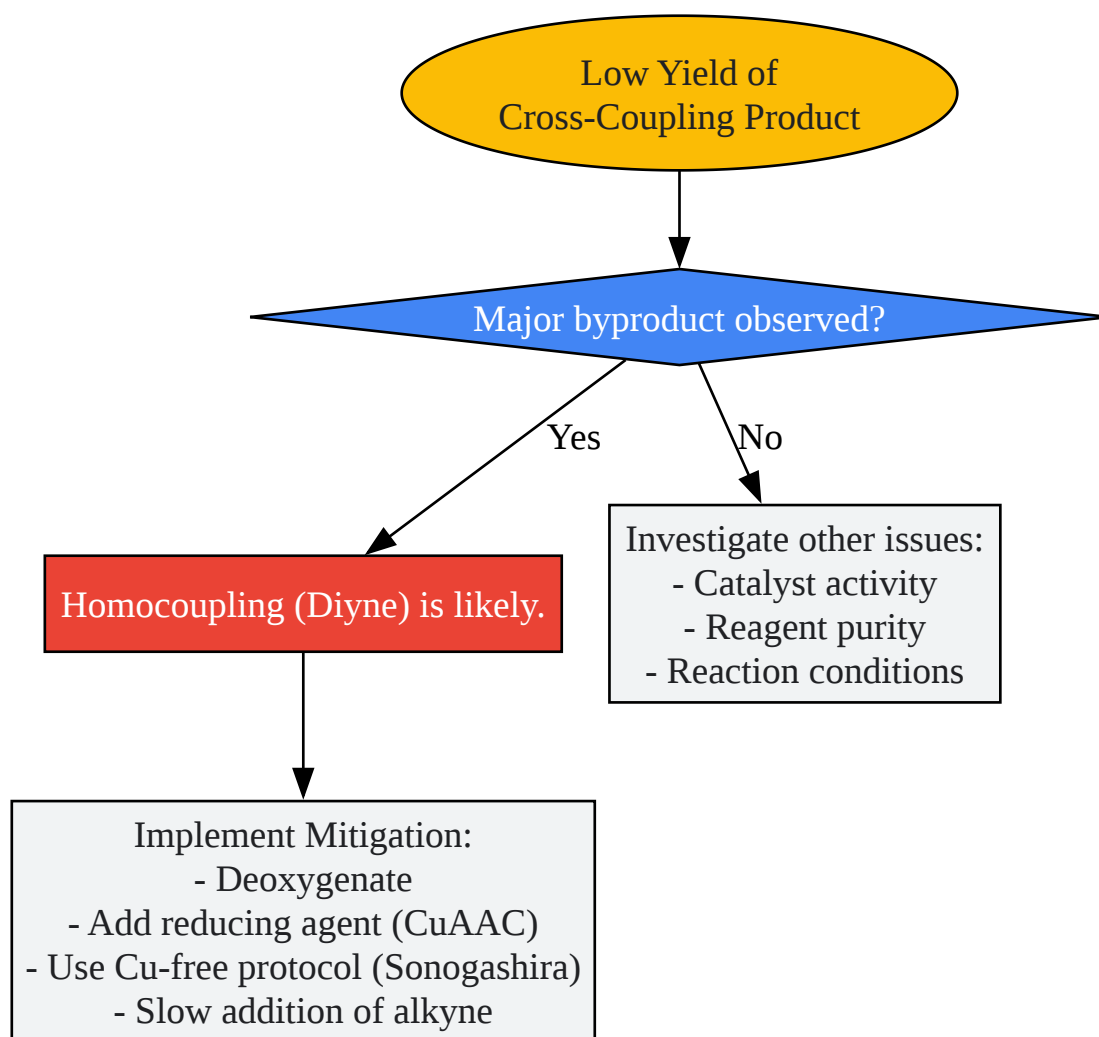 Low Yield of
Cross-Coupling Product
Major byproduct observed?
Yes
No
Investigate other issues:
- Catalyst activity
- Reagent purity
- Reaction conditions
Homocoupling (Diyne) is likely.
Implement Mitigation:
- Deoxygenate
- Add reducing agent (CuAAC)
- Use Cu-free protocol (Sonogashira)
- Slow addition of alkyne